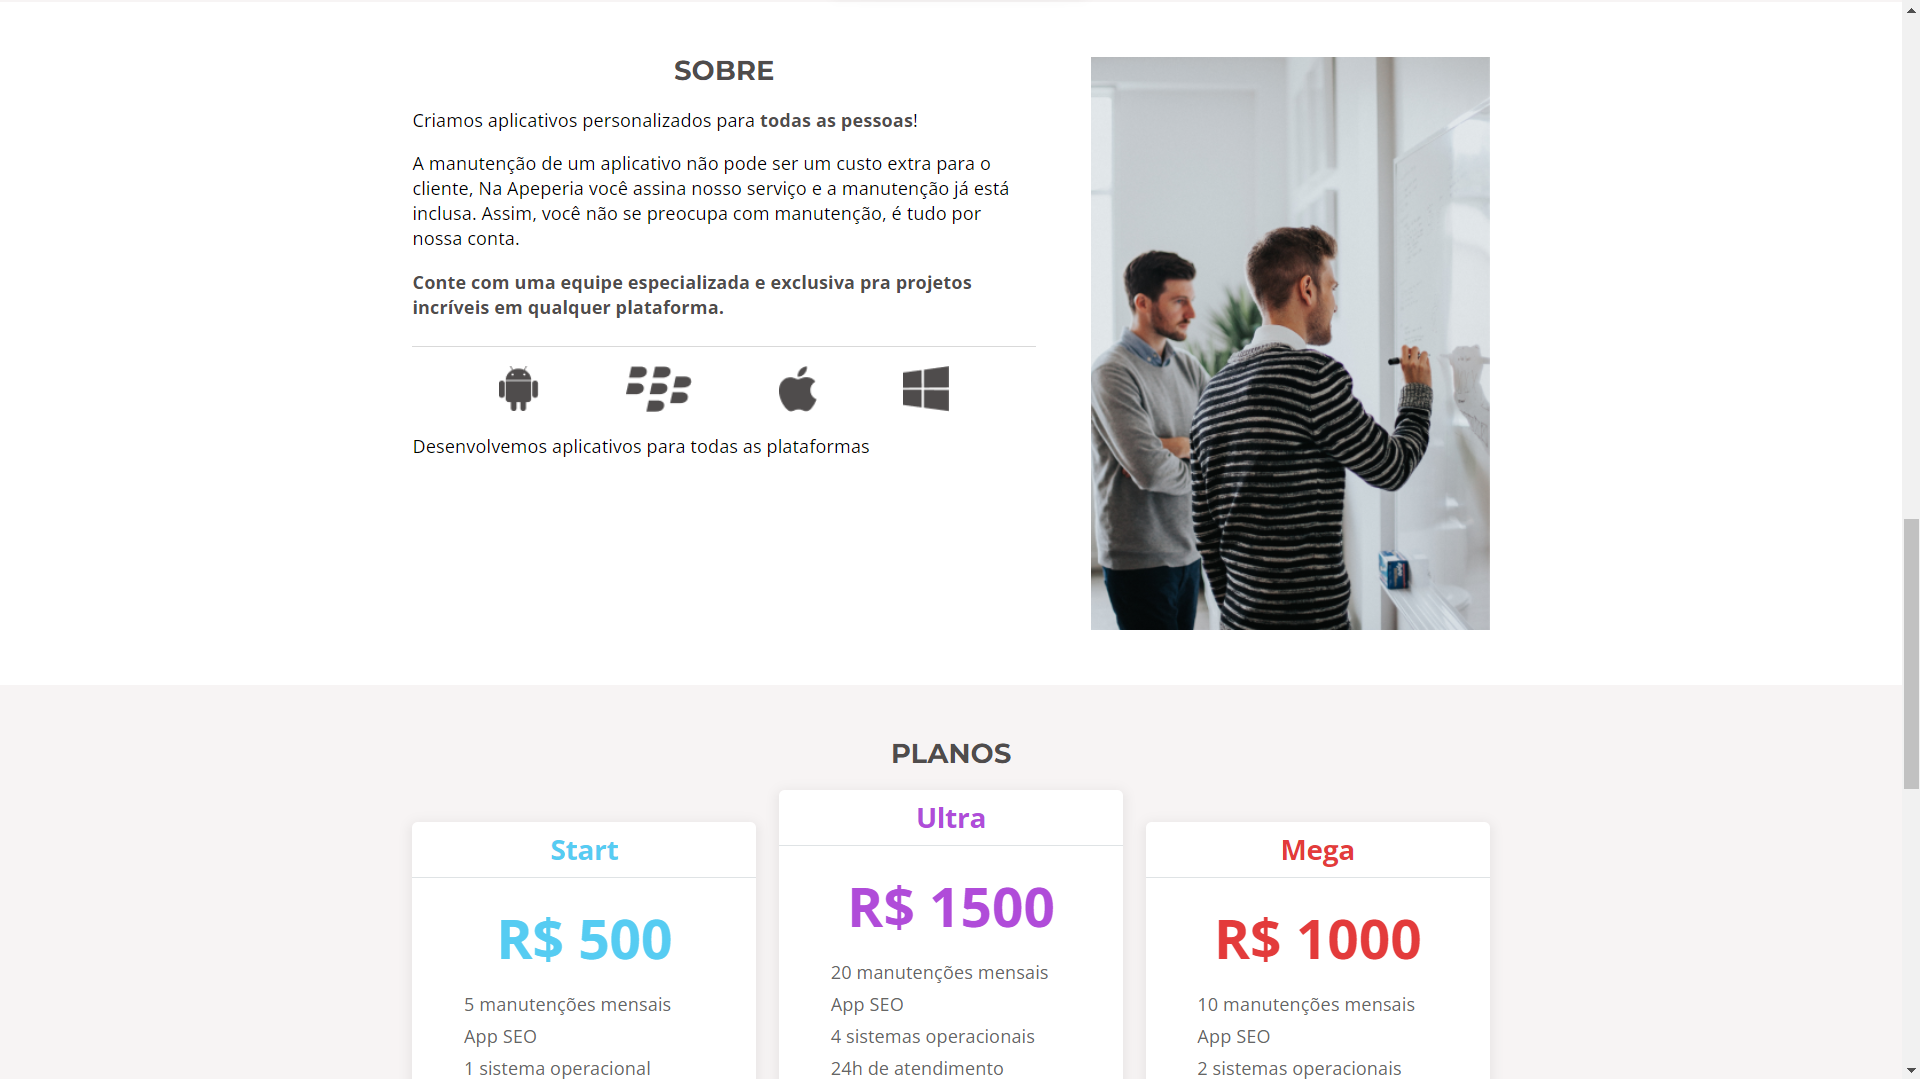 SOBRE
Criamos aplicativos personalizados para todas as pessoas!
A manutenção de um aplicativo não pode ser um custo extra para o
cliente, Na Apeperia você assina nosso serviço e a manutenção já está
inclusa. Assim, você não se preocupa com manutenção, é tudo por
nossa conta.
Conte com uma equipe especializada e exclusiva pra projetos
incríveis em qualquer plataforma.
Desenvolvemos aplicativos para todas as plataformas
PLANOS
Start
R$ 500
5 manutenções mensais
App SEO
1 sistema operacional
Ultra
R$ 1500
20 manutenções mensais
App SEO
4 sistemas operacionais
24h de atendimento
Mega
R$ 1000
10 manutenções mensais
App SEO
2 sistemas operacionais